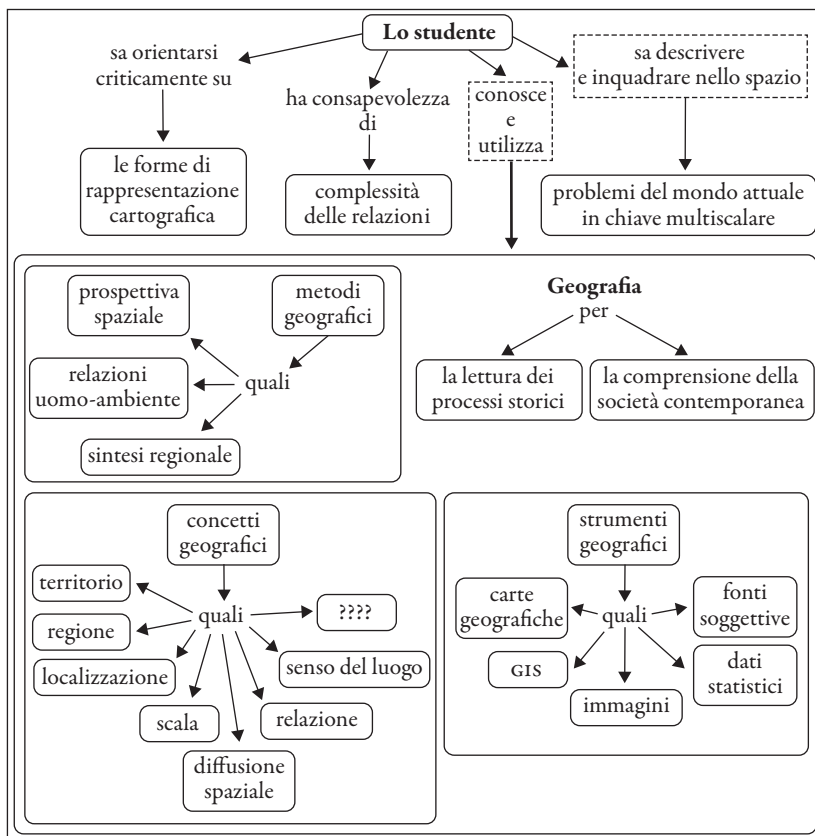 Lo studente
sa orientarsi
criticamente su
ha consapevolezza
di
conosce
e
utilizza
sa descrivere
e inquadrare nello spazio
le forme di
rappresentazione
cartografica
complessità
delle relazioni
problemi del mondo attuale
in chiave multiscalare
prospettiva
spaziale
metodi
geografici
relazioni
uomo-ambiente
quali
sintesi regionale
Geografia
per
la lettura dei
processi storici
la comprensione della
società contemporanea
concetti
geografici
territorio
quali
????
regione
localizzazione
senso del luogo
scala
relazione
diffusione
spaziale
strumenti
geografici
carte
geografiche
quali
fonti
soggettive
GIS
dati
statistici
immagini